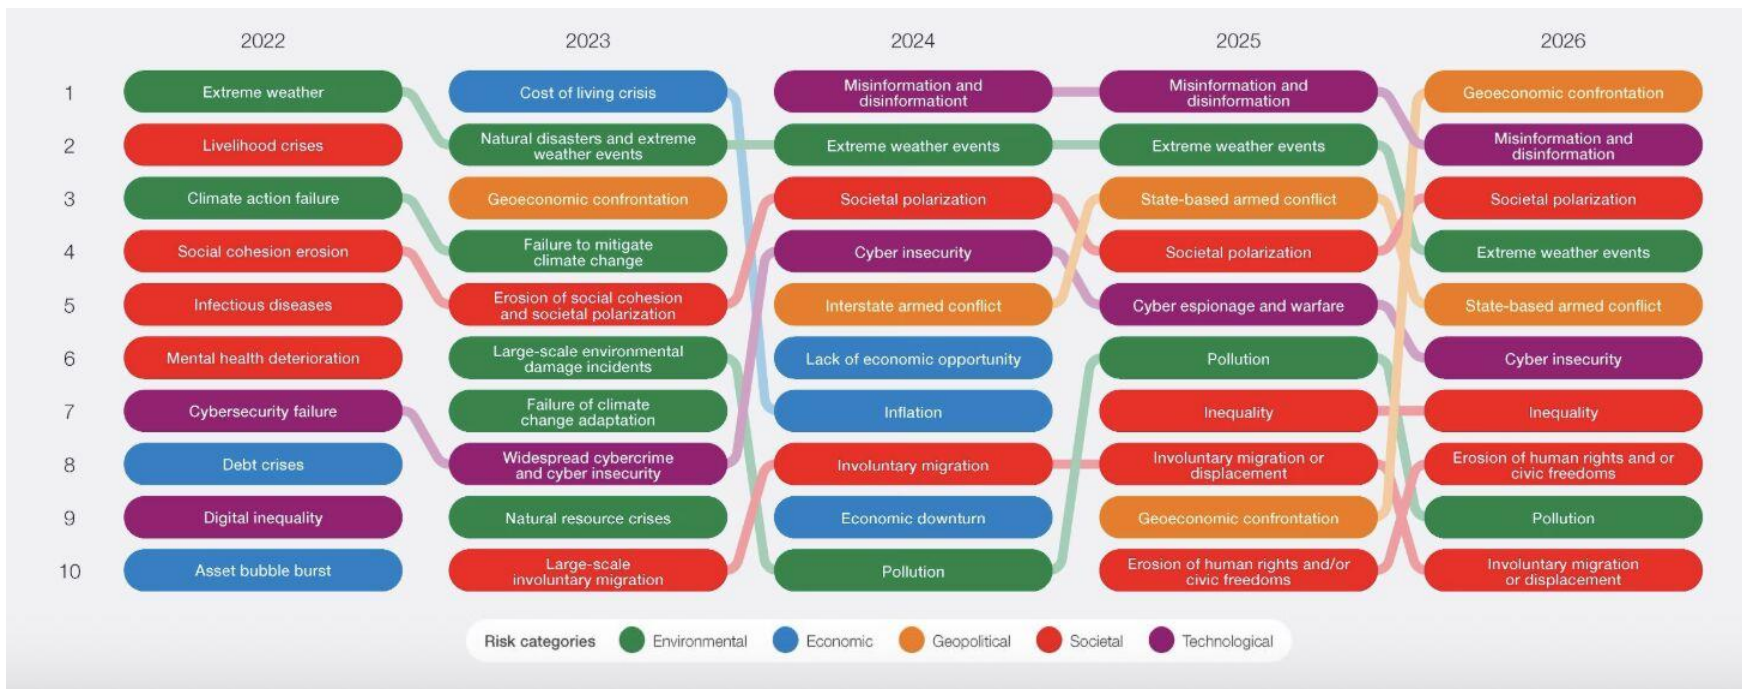 2022
2023
2024
2025
2026
1
Extreme weather
Cost of living crisis
Misinformation and
disinformationt
Misinformation and
disinformation
Geoeconomic confrontation
2
Livelihood crises
Natural disasters and extreme
weather events
Extreme weather events
Extreme weather events
Misinformation and
disinformation
3
Climate action failure
Geoeconomic confrontation
Societal polarization
State-based armed conflict
Societal polarization
4
Social cohesion erosion
Failure to mitigate
climate change
Cyber insecurity
Societal polarization
Extreme weather events
5
Infectious diseases
Erosion of social cohesion
and societal polarization
Interstate armed conflict
Cyber espionage and warfare
State-based armed conflict
6
Mental health deterioration
Large-scale environmental
damage incidents
Lack of economic opportunity
Pollution
Cyber insecurity
7
Cybersecurity failure
Failure of climate
change adaptation
Inflation
Inequality
Inequality
8
Debt crises
Widespread cybercrime
and cyber insecurity
Involuntary migration
Involuntary migration or
displacement
Erosion of human rights and or
civic freedoms
9
Digital inequality
Natural resource crises
Economic downturn
Geoeconomic confrontation
Pollution
10
Asset bubble burst
Large-scale
involuntary migration
Pollution
Erosion of human rights and/or
civic freedoms
Involuntary migration
or displacement
Risk categories
Environmental
Economic
Geopolitical
Societal
Technological